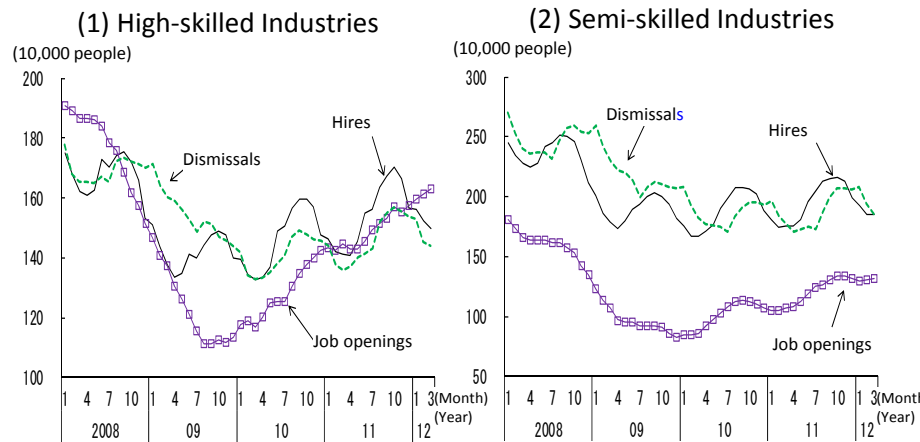 (1) High-skilled Industries
(10,000 people)
200
180
160
140
120
100
Dismissals
Hires
Job openings
1 4 7 10 1 4 7 10 1 4 7 10 1 4 7 10 1 3 (Month)
2008 09 10 11 12 (Year)
(2) Semi-skilled Industries
(10,000 people)
300
250
200
150
100
50
Dismissals
Hires
Job openings
1 4 7 10 1 4 7 10 1 4 7 10 1 4 7 10 1 3 (Month)
2008 09 10 11 12 (Year)